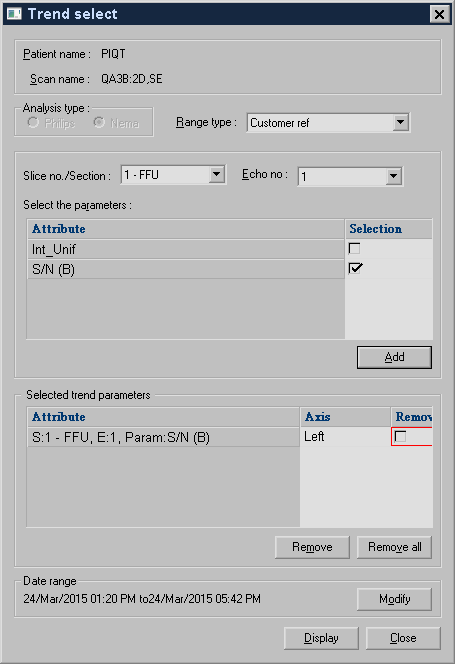 Trend select
Patient name : PIQT
Scan name : QA3B:2D,SE
Analysis type :
Philips Nema
Range type : Customer ref
Slice no./Section : 1 - FFU Echo no : 1
Select the parameters :
Attribute Selection
Int_Unif
S/N (B)
Add
Selected trend parameters
Attribute Axis Remov
S:1 - FFU, E:1, Param:S/N (B) Left
Remove Remove all
Date range
24/Mar/2015 01:20 PM to24/Mar/2015 05:42 PM Modify
Display Close